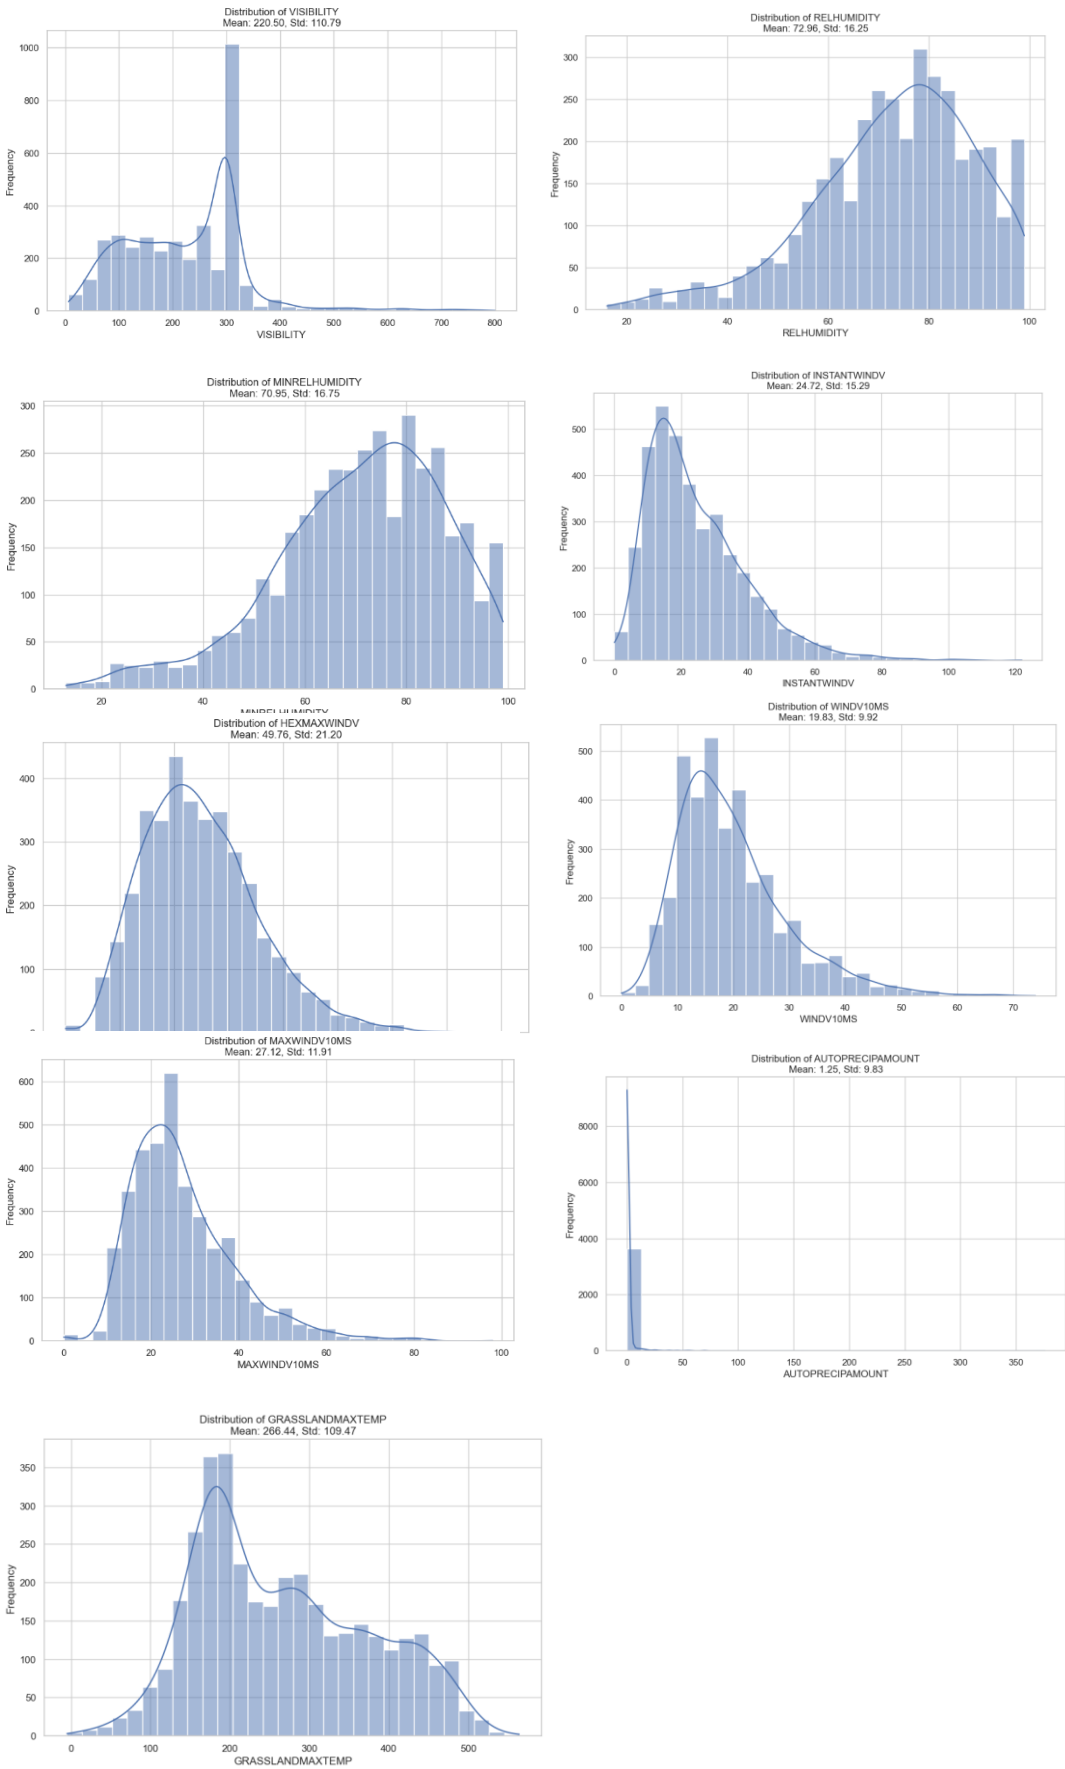 Distribution of VISIBILITY
Mean: 220.50, Std: 110.79
1000
800
600
400
200
0
Frequency
0 100 200 300 400 500 600 700 800
VISIBILITY
Distribution of RELHUMIDITY
Mean: 72.96, Std: 16.25
300
250
200
150
100
50
0
Frequency
20 40 60 80 100
RELHUMIDITY
Distribution of MINRELHUMIDITY
Mean: 70.95, Std: 16.75
300
250
200
150
100
50
0
Frequency
20 40 60 80 100
MINRELHUMIDITY
Distribution of INSTANTWINDV
Mean: 24.72, Std: 15.29
500
400
300
200
100
0
Frequency
0 20 40 60 80 100 120
INSTANTWINDV
Distribution of HEXMAXWINDV
Mean: 49.76, Std: 21.20
400
300
200
100
Frequency
Distribution of WINDV10MS
Mean: 19.83, Std: 9.92
500
400
300
200
100
0
Frequency
0 10 20 30 40 50 60 70
WINDV10MS
Distribution of MAXWINDV10MS
Mean: 27.12, Std: 11.91
600
500
400
300
200
100
0
Frequency
0 20 40 60 80 100
MAXWINDV10MS
Distribution of AUTOPRECIPAMOUNT
Mean: 1.25, Std: 9.83
8000
6000
4000
2000
0
Frequency
0 50 100 150 200 250 300 350
AUTOPRECIPAMOUNT
Distribution of GRASSLANDMAXTEMP
Mean: 266.44, Std: 109.47
350
300
250
200
150
100
50
0
Frequency
0 100 200 300 400 500
GRASSLANDMAXTEMP